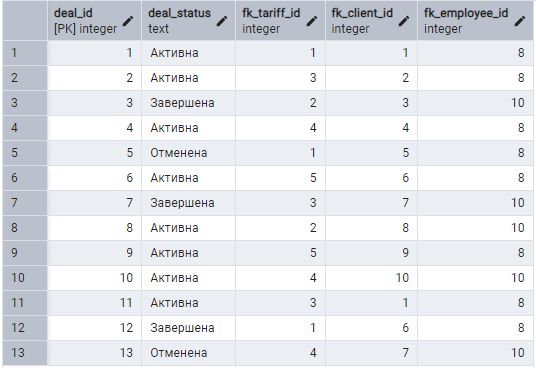 deal_id deal_status fk_tariff_id fk_client_id fk_employee_id
[PK] integer text integer integer integer
1 1 Активна 1 1 8
2 2 Активна 3 2 8
3 3 Завершена 2 3 10
4 4 Активна 4 4 8
5 5 Отменена 1 5 8
6 6 Активна 5 6 8
7 7 Завершена 3 7 10
8 8 Активна 2 8 10
9 9 Активна 5 9 8
10 10 Активна 4 10 10
11 11 Активна 3 1 8
12 12 Завершена 1 6 8
13 13 Отменена 4 7 10